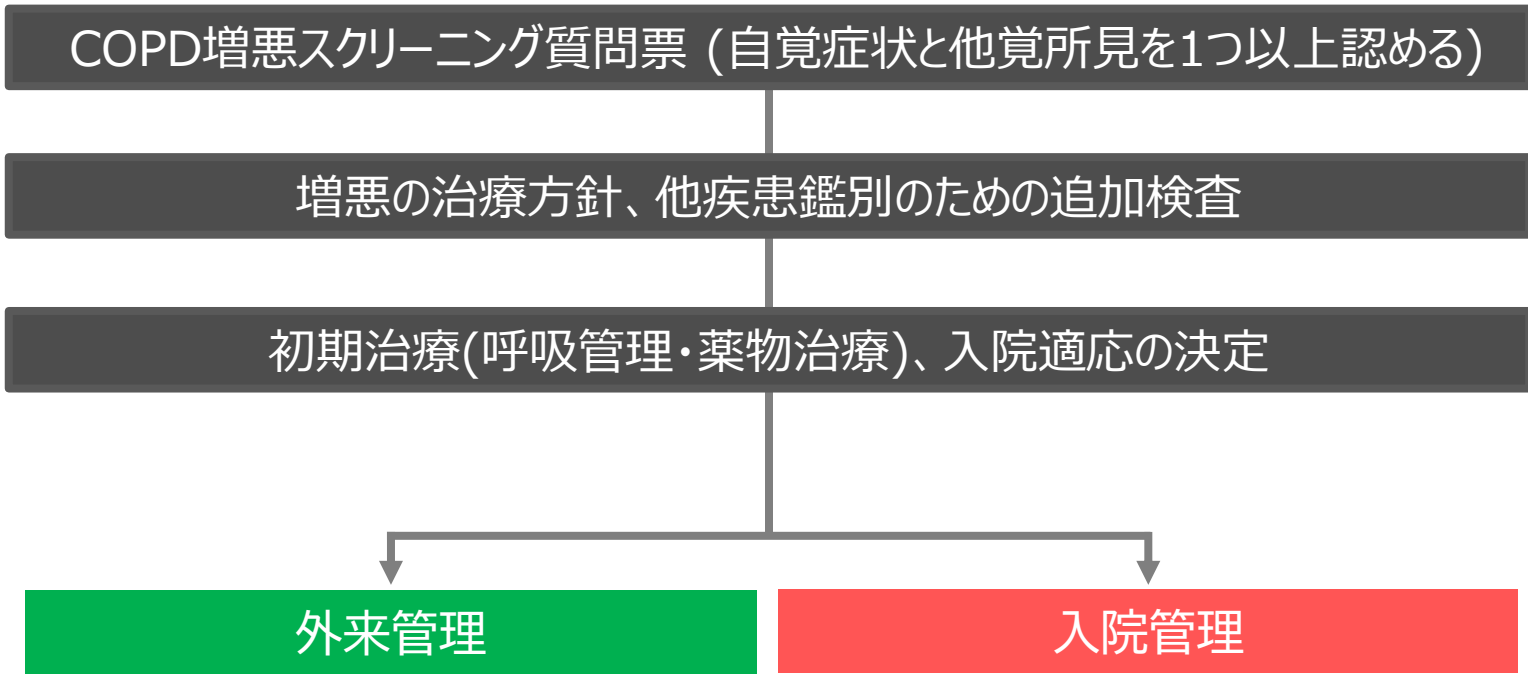 COPD増悪スクリーニング質問票 (自覚症状と他覚所見を1つ以上認める)
増悪の治療方針、他疾患鑑別のための追加検査
初期治療(呼吸管理・薬物治療)、入院適応の決定
外来管理
入院管理